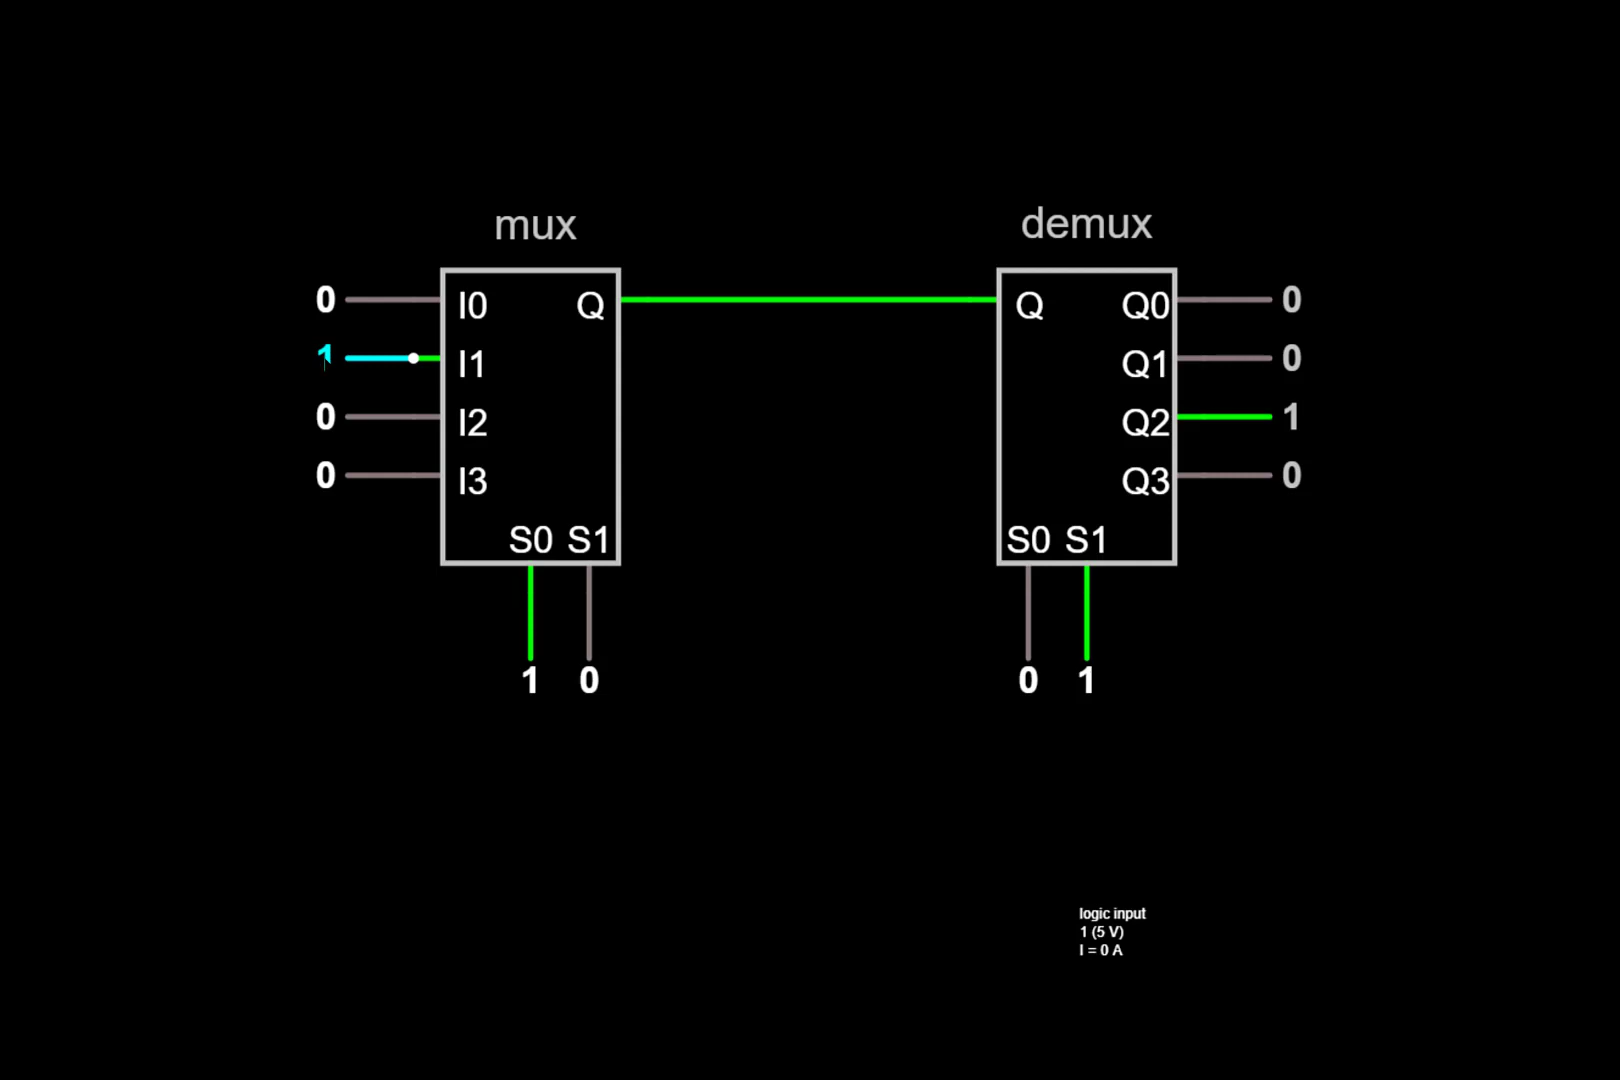 mux
demux
0 I0 Q Q Q0 0
1 I1 Q1 0
0 I2 Q2 1
0 I3 Q3 0
S0 S1 S0 S1
1 0 0 1
logic input
1 (5 V)
I = 0 A